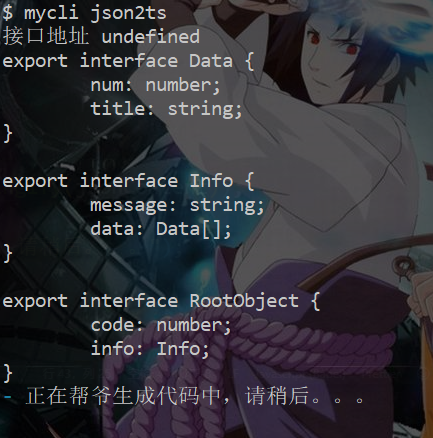 $ mycli json2ts
接口地址 undefined
export interface Data {
        num: number;
        title: string;
}

export interface Info {
        message: string;
        data: Data[];
}

export interface RootObject {
        code: number;
        info: Info;
}
- 正在帮爷生成代码中，请稍后。。。